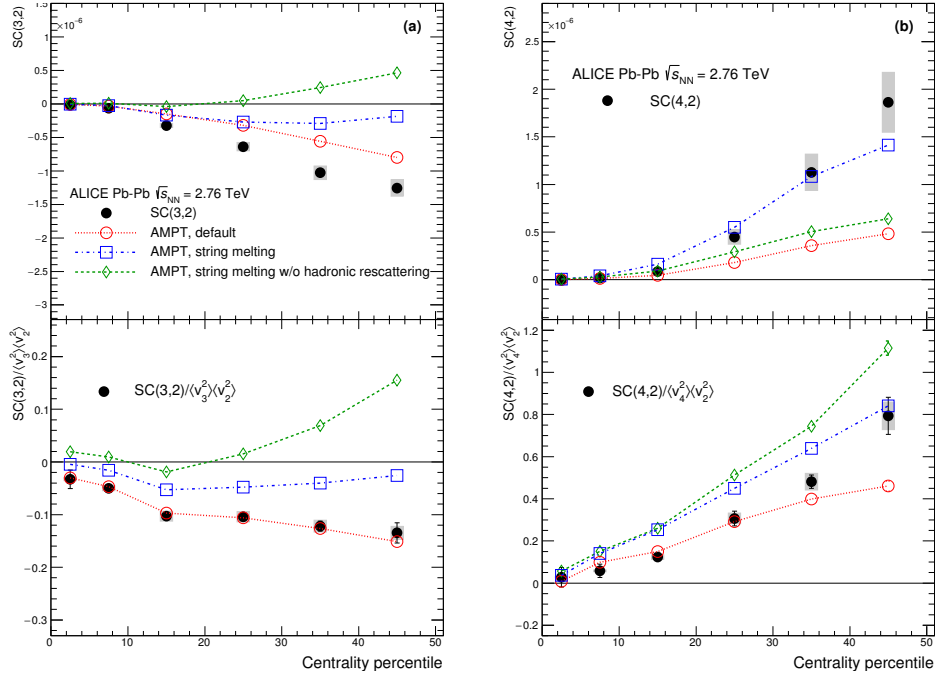 SC(3,2)
×10⁻⁶
(a)
0.5
0
−0.5
−1
−1.5
−2
−2.5
−3
ALICE Pb-Pb √s_NN = 2.76 TeV
SC(3,2)
AMPT, default
AMPT, string melting
AMPT, string melting w/o hadronic rescattering
SC(3,2)/⟨v₃²⟩⟨v₂²⟩
0.2
0.1
0
−0.1
−0.2
−0.3
SC(3,2)/⟨v₃²⟩⟨v₂²⟩
0 10 20 30 40 50
Centrality percentile
SC(4,2)
×10⁻⁶
(b)
2.5
2
1.5
1
0.5
0
ALICE Pb-Pb √s_NN = 2.76 TeV
SC(4,2)
SC(4,2)/⟨v₄²⟩⟨v₂²⟩
1.2
1
0.8
0.6
0.4
0.2
0
SC(4,2)/⟨v₄²⟩⟨v₂²⟩
0 10 20 30 40 50
Centrality percentile